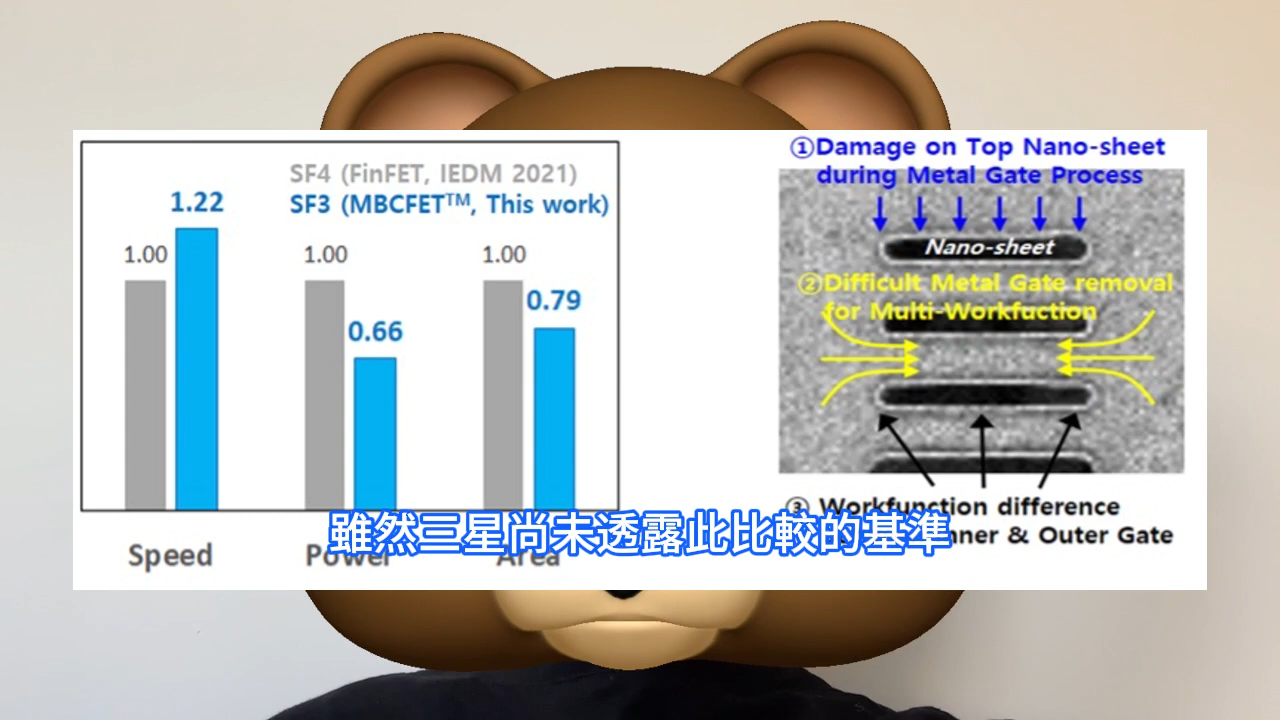 SF4 (FinFET, IEDM 2021)
SF3 (MBCFET™, This work)
1.22
1.00
1.00
0.66
1.00
0.79
Speed
Power
Area
①Damage on Top Nano-sheet
during Metal Gate Process
Nano-sheet
②Difficult Metal Gate removal
for Multi-Workfuction
③ Workfunction difference
& Outer Gate
雖然三星尚未透露此比較的基準